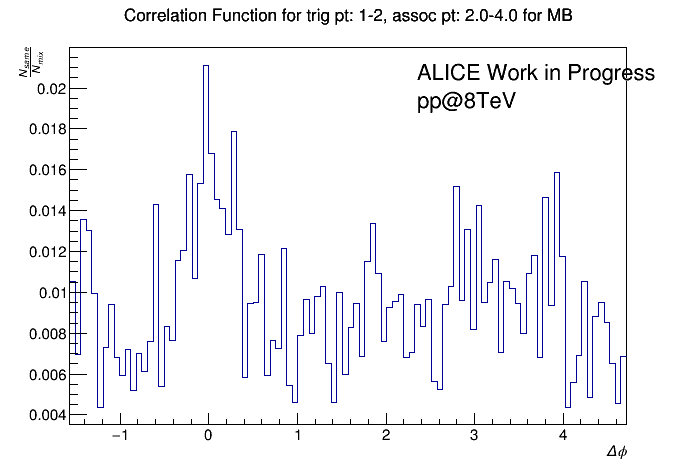 Correlation Function for trig pt: 1-2, assoc pt: 2.0-4.0 for MB
N_same
N_mix
ALICE Work in Progress
pp@8TeV
0.02
0.018
0.016
0.014
0.012
0.01
0.008
0.006
0.004
−1 0 1 2 3 4
Δϕ